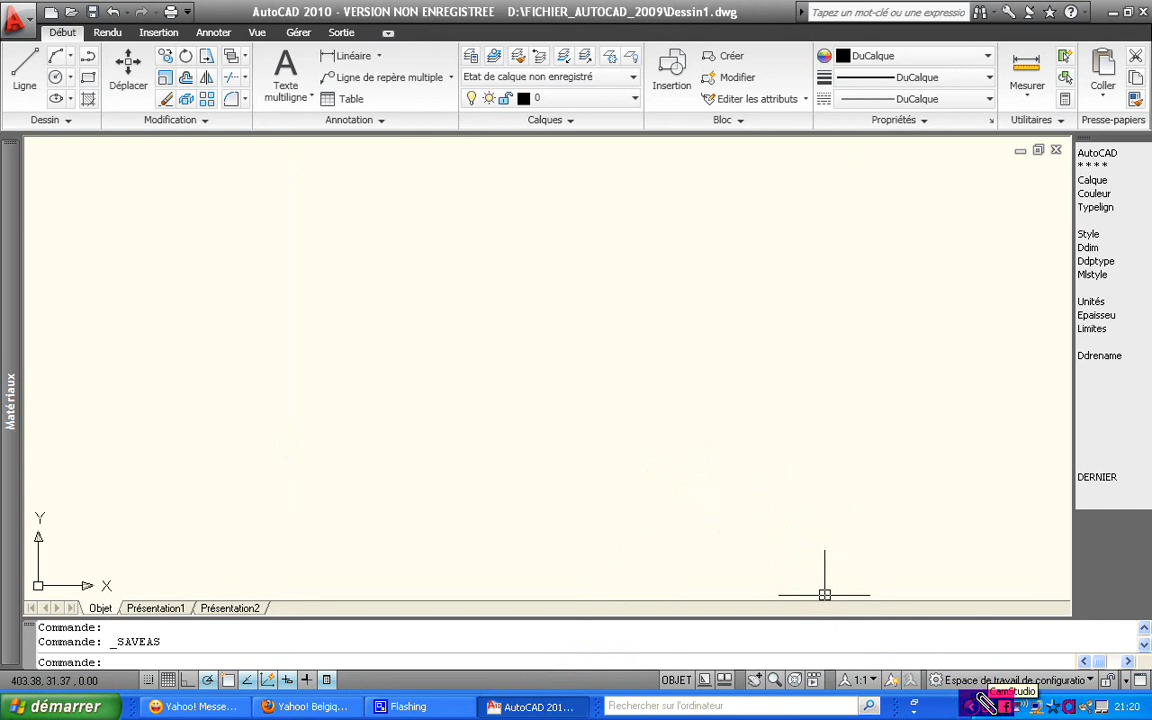 AutoCAD 2010 - VERSION NON ENREGISTREE D:\FICHIER_AUTOCAD_2009\Dessin1.dwg
Tapez un mot-clé ou une expressio
Début Rendu Insertion Annoter Vue Gérer Sortie
Ligne
Déplacer
A
Texte
multiligne
Linéaire
Ligne de repère multiple
Table
Etat de calque non enregistré
0
Insertion
Créer
Modifier
Editer les attributs
DuCalque
DuCalque
DuCalque
Mesurer
Coller
Dessin Modification Annotation Calques Bloc Propriétés Utilitaires Presse-papiers
Matériaux
AutoCAD
* * * *
Calque
Couleur
Typelign
Style
Ddim
Ddptype
Mlstyle
Unités
Epaisseu
Limites
Ddrename
DERNIER
Y
X
Objet Présentation1 Présentation2
Commande:
Commande: _SAVEAS
Commande:
403.38, 31.37, 0.00
OBJET
1:1
Espace de travail de configuratio
CamStudio
démarrer
Yahoo! Messe...
Yahoo! Belgiq...
Flashing
AutoCAD 201...
Rechercher sur l'ordinateur
21:20